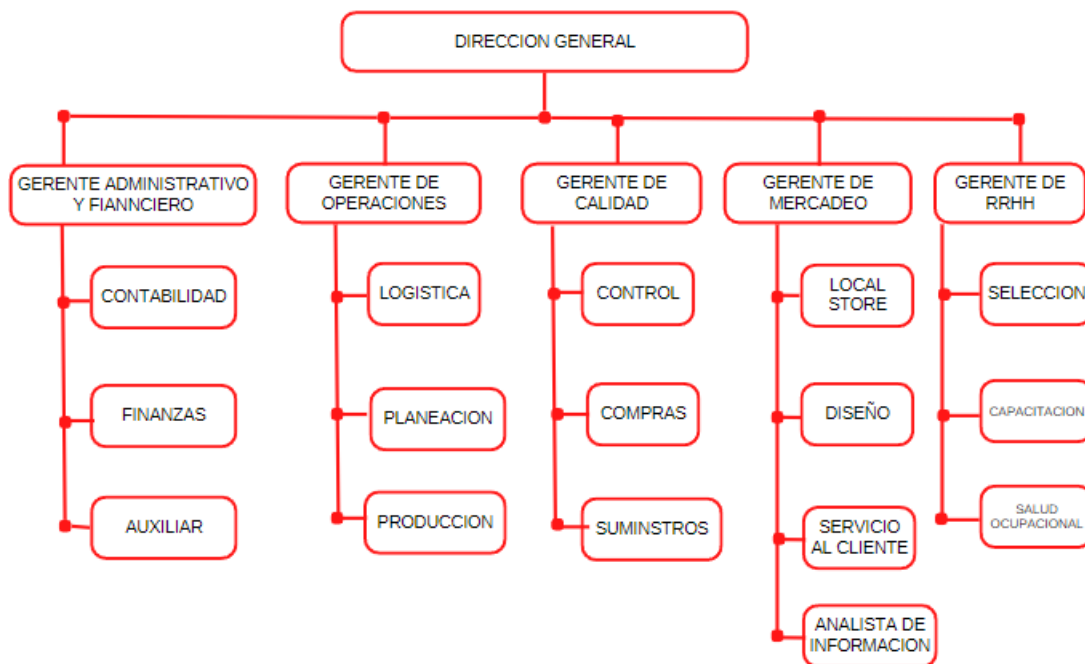 DIRECCION GENERAL
GERENTE ADMINISTRATIVO
Y FIANNCIERO
CONTABILIDAD
FINANZAS
AUXILIAR
GERENTE DE
OPERACIONES
LOGISTICA
PLANEACION
PRODUCCION
GERENTE DE
CALIDAD
CONTROL
COMPRAS
SUMINSTROS
GERENTE DE
MERCADEO
LOCAL
STORE
DISEÑO
SERVICIO
AL CLIENTE
ANALISTA DE
INFORMACION
GERENTE DE
RRHH
SELECCION
CAPACITACION
SALUD
OCUPACIONAL